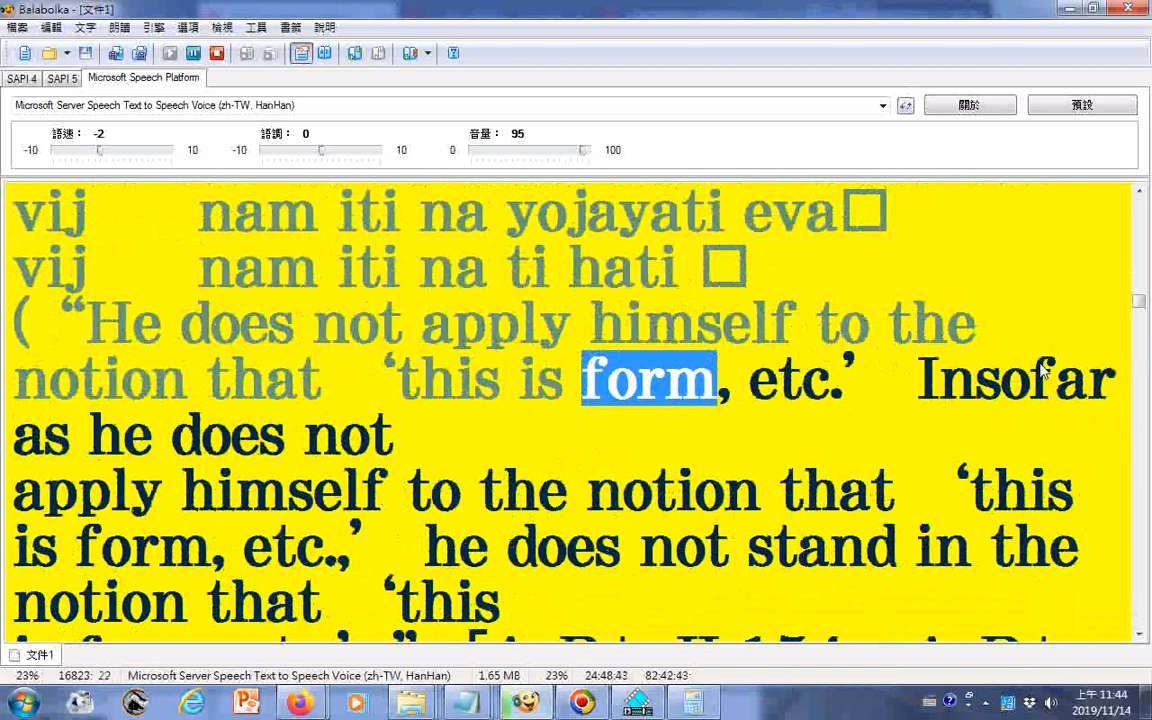 Balabolka - [文件1]
檔案 編輯 文字 朗讀 引擎 選項 檢視 工具 書籤 說明
SAPI 4 SAPI 5 Microsoft Speech Platform
Microsoft Server Speech Text to Speech Voice (zh-TW, HanHan) 關於 預設
語速： -2 語調： 0 音量： 95
-10 10 -10 10 0 100
vij nam iti na yojayati eva□
vij nam iti na ti hati □
( “He does not apply himself to the
notion that ‘this is form, etc.’ Insofar
as he does not
apply himself to the notion that ‘this
is form, etc.,’ he does not stand in the
notion that ‘this
文件1
23% 16823: 22 Microsoft Server Speech Text to Speech Voice (zh-TW, HanHan) 1.65 MB 23% 24:48:43 82:42:43
上午 11:44
2019/11/14